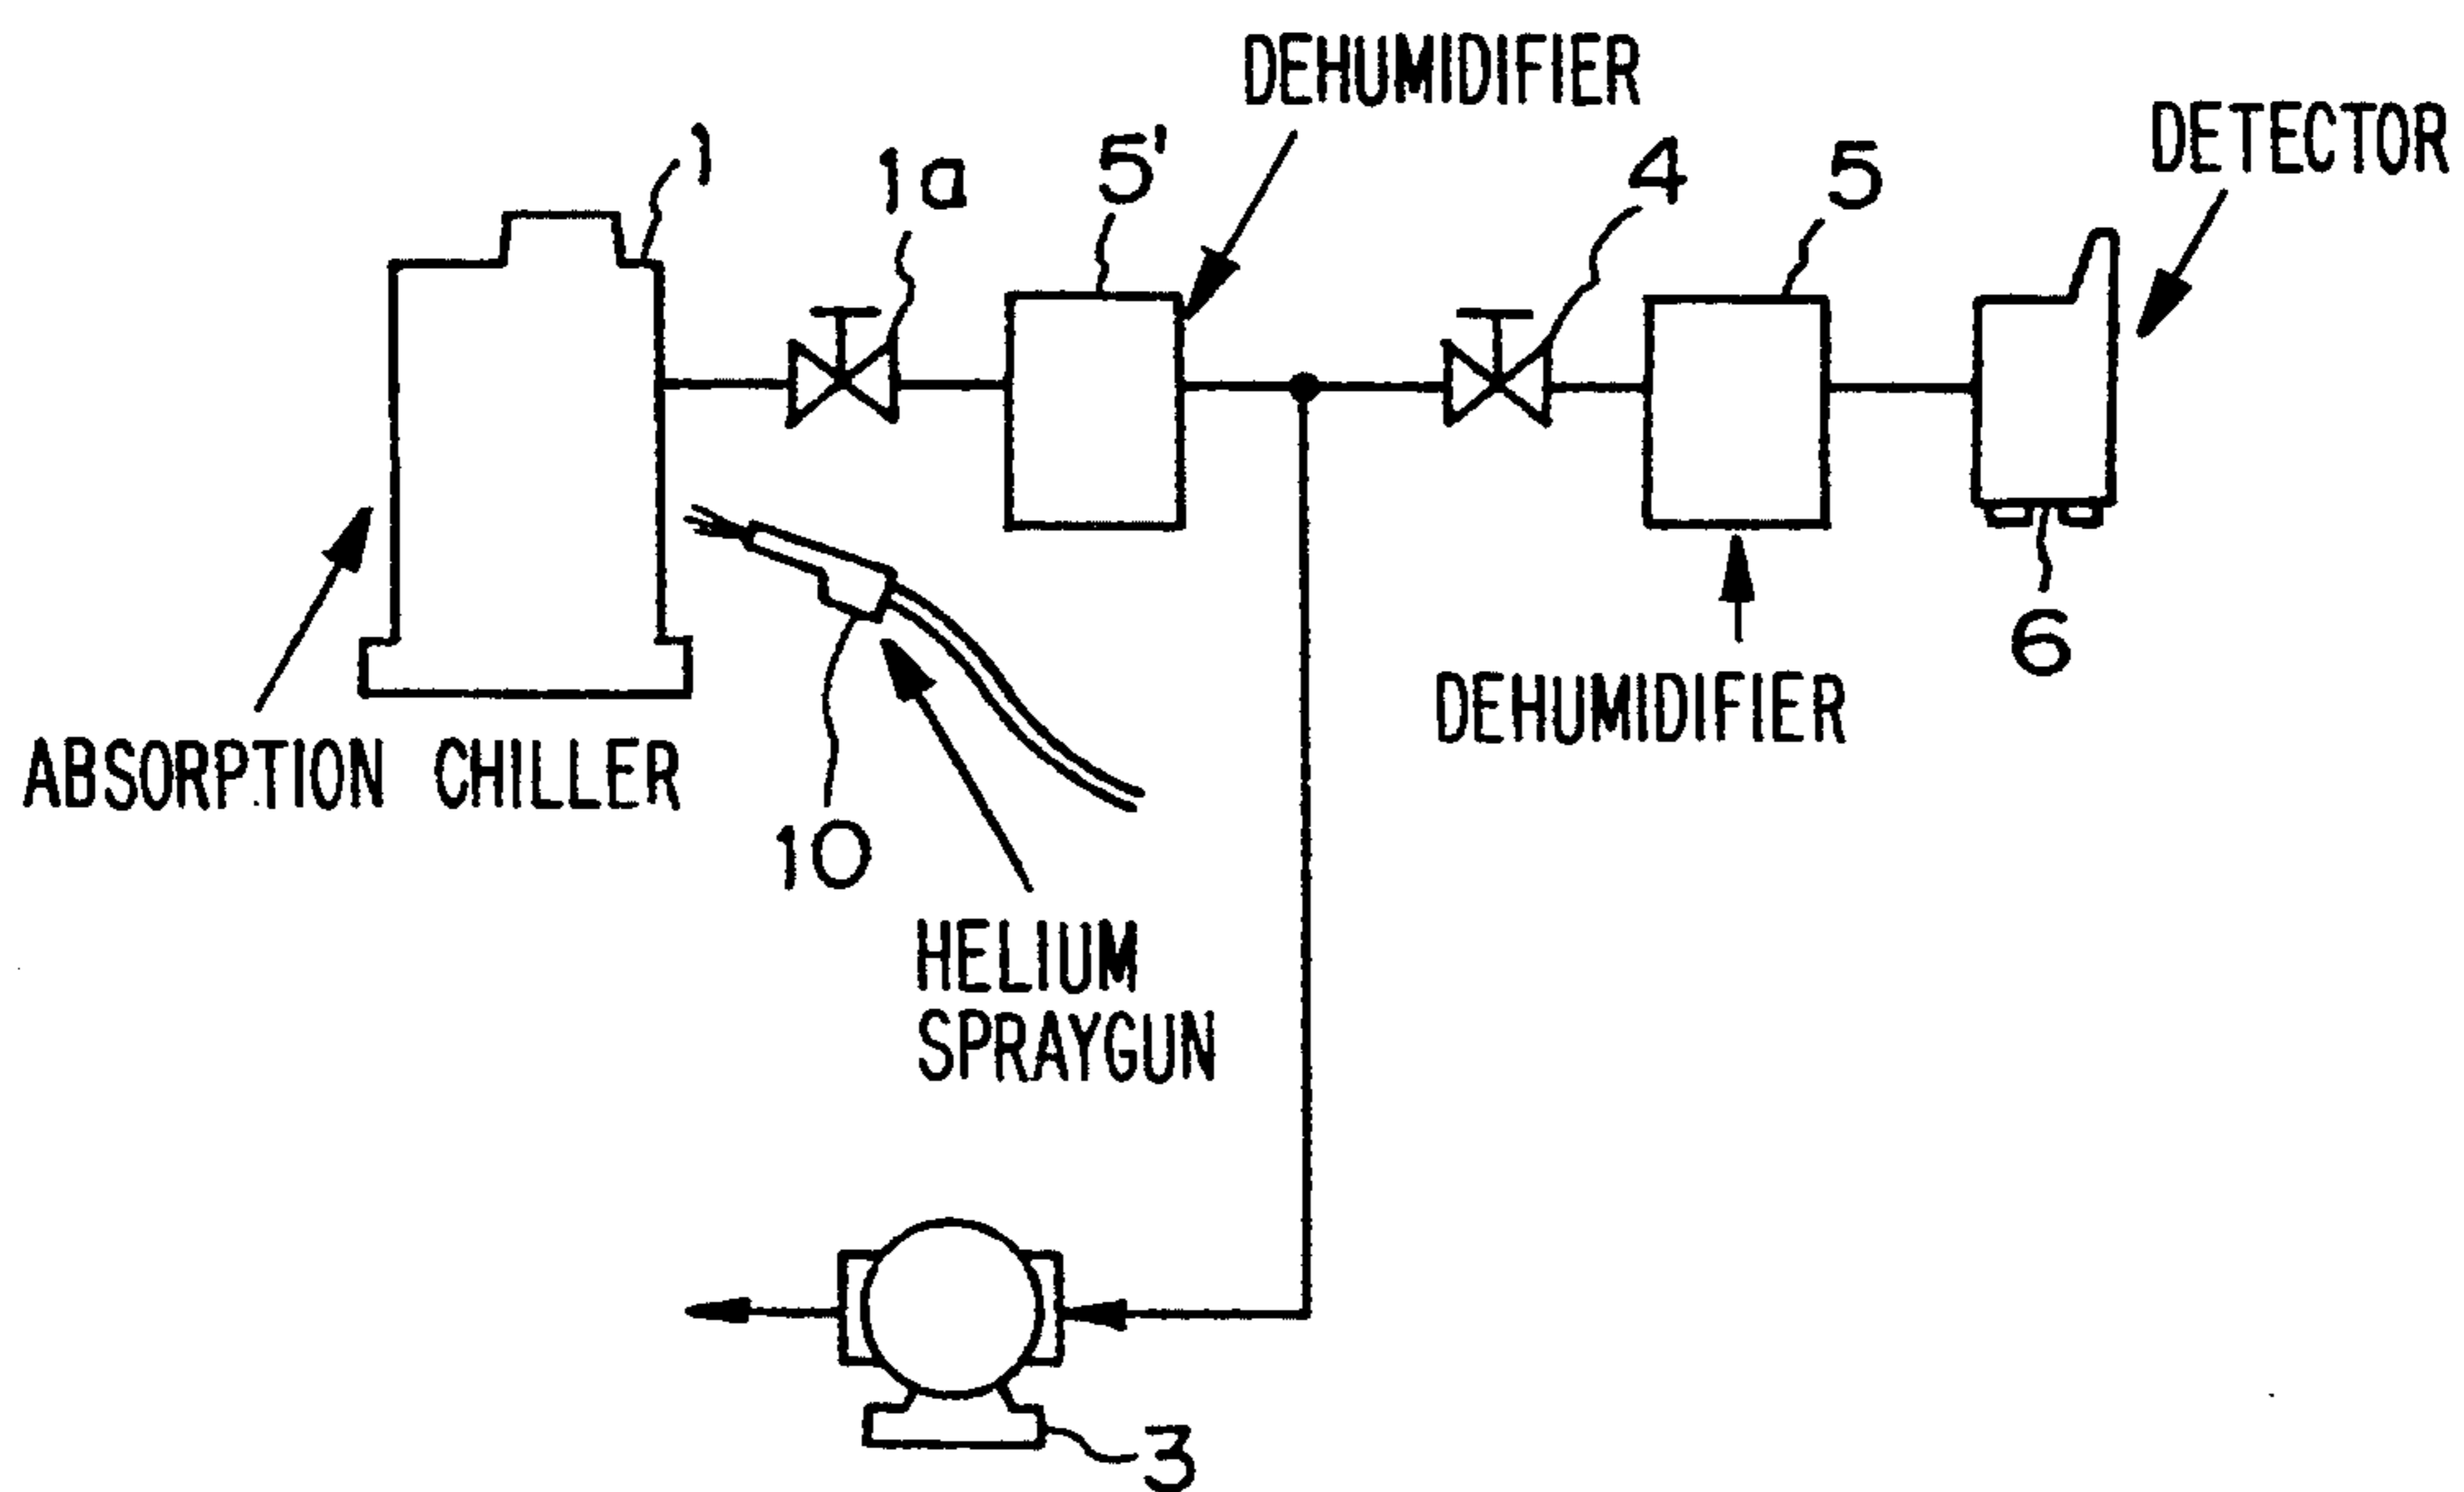 DEHUMIDIFIER
DETECTOR
1
1a
5'
4
5
6
DEHUMIDIFIER
ABSORPTION CHILLER
10
HELIUM
SPRAYGUN
3